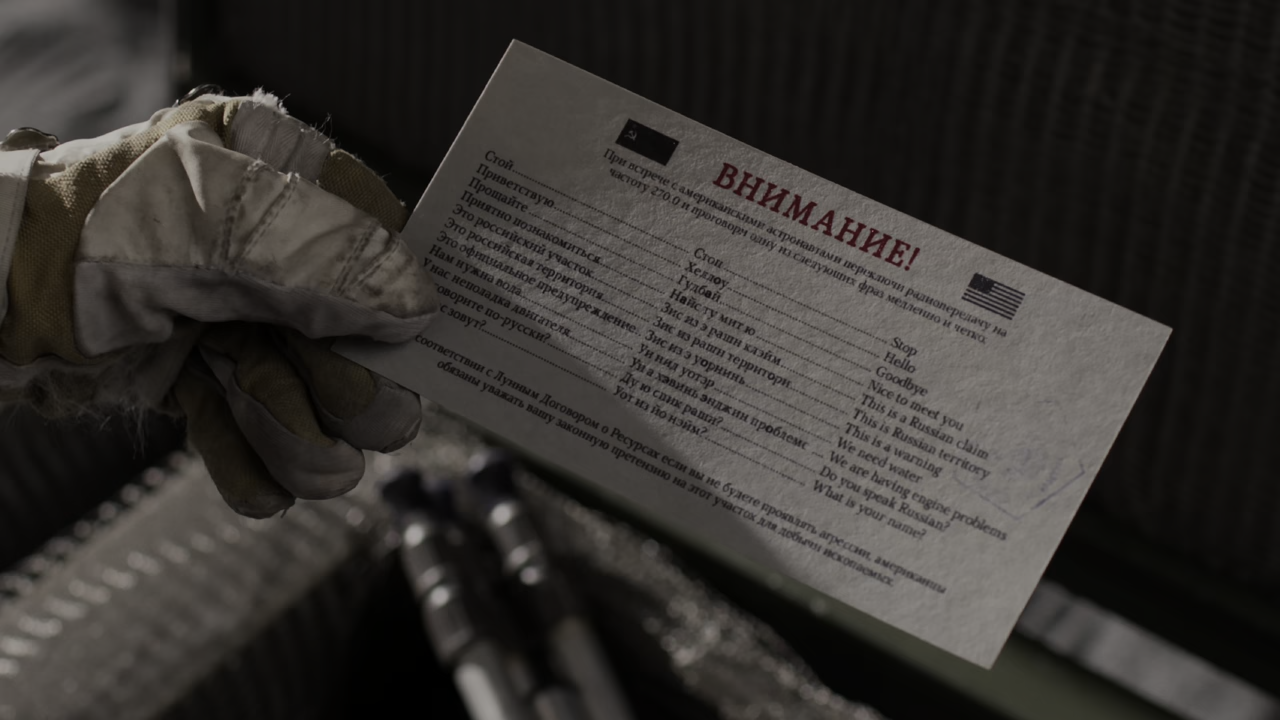 ВНИМАНИЕ!
При встрече с американскими астронавтами переключи радиопередачу на
частоту 270.0 и проговори одну из следующих фраз медленно и четко:
Стой Стоп Stop
Приветствую Хеллоу Hello
Прощайте Гудбай Goodbye
Приятно познакомиться Найс ту мит ю Nice to meet you
Это российский участок Зис из э рашн клэйм This is a Russian claim
Это российская территория Зис из раши территори This is Russian territory
Это официальное предупреждение Зис из э уорнинь This is a warning
Нам нужна вода Уи нид уотэр We need water
У нас неполадка двигателя Уи а хэвинь энджин проблемс We are having engine problems
оворите по-русски? Ду ю спик раши? Do you speak Russian?
с зовут? Уот из йо нэйм? What is your name?
соответствии с Лунным Договором о Ресурсах если вы не будете проявлять агрессии, американцы
обязаны уважать вашу законную претензию на этот участок для добычи ископаемых.